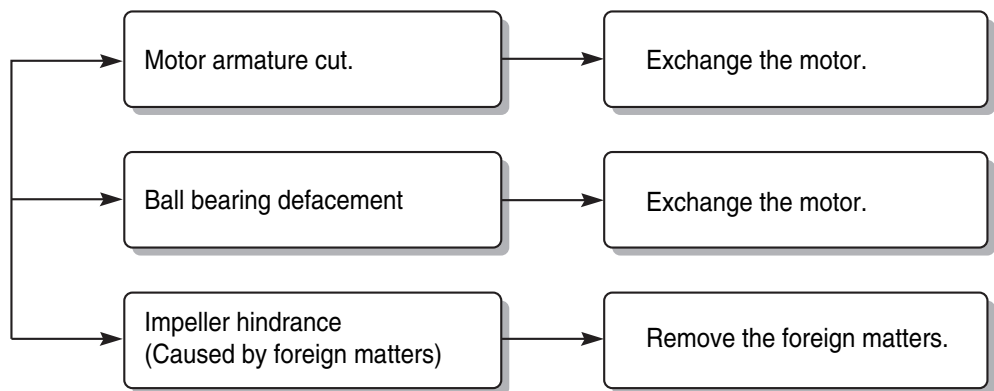 Motor armature cut.
Exchange the motor.
Ball bearing defacement
Exchange the motor.
Impeller hindrance
(Caused by foreign matters)
Remove the foreign matters.